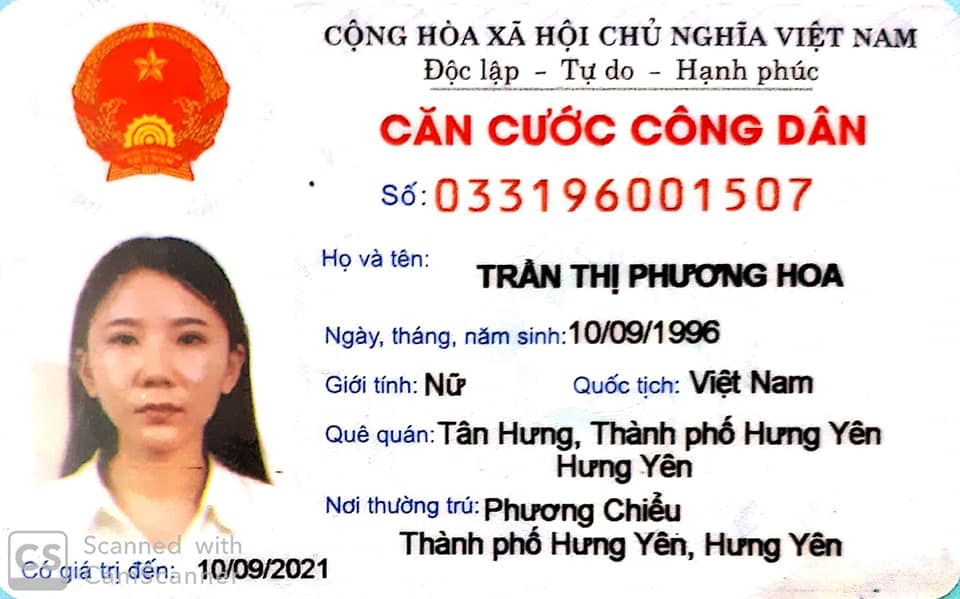 CỘNG HÒA XÃ HỘI CHỦ NGHĨA VIỆT NAM
Độc lập - Tự do - Hạnh phúc
CĂN CƯỚC CÔNG DÂN
Số: 033196001507
Họ và tên: TRẦN THỊ PHƯƠNG HOA
Ngày, tháng, năm sinh: 10/09/1996
Giới tính: Nữ Quốc tịch: Việt Nam
Quê quán: Tân Hưng, Thành phố Hưng Yên
Hưng Yên
Nơi thường trú: Phương Chiểu
Thành phố Hưng Yên, Hưng Yên
CS Scanned with
CamScanner
Có giá trị đến: 10/09/2021